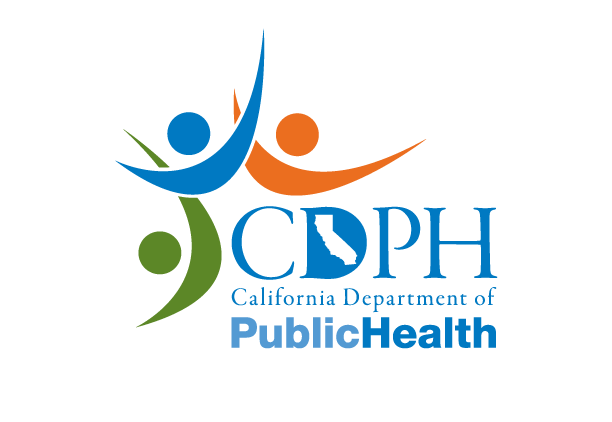 CDPH
California Department of
PublicHealth